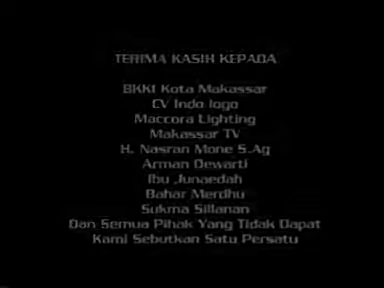 TERIMA KASIH KEPADA
BKKI Kota Makassar
CV Indo logo
Maccora Lighting
Makassar TV
H. Nasran Mone S.Ag
Arman Dewarti
Ibu Junaedah
Bahar Merdhu
Sukma Sillanan
Dan Semua Pihak Yang Tidak Dapat
Kami Sebutkan Satu Persatu